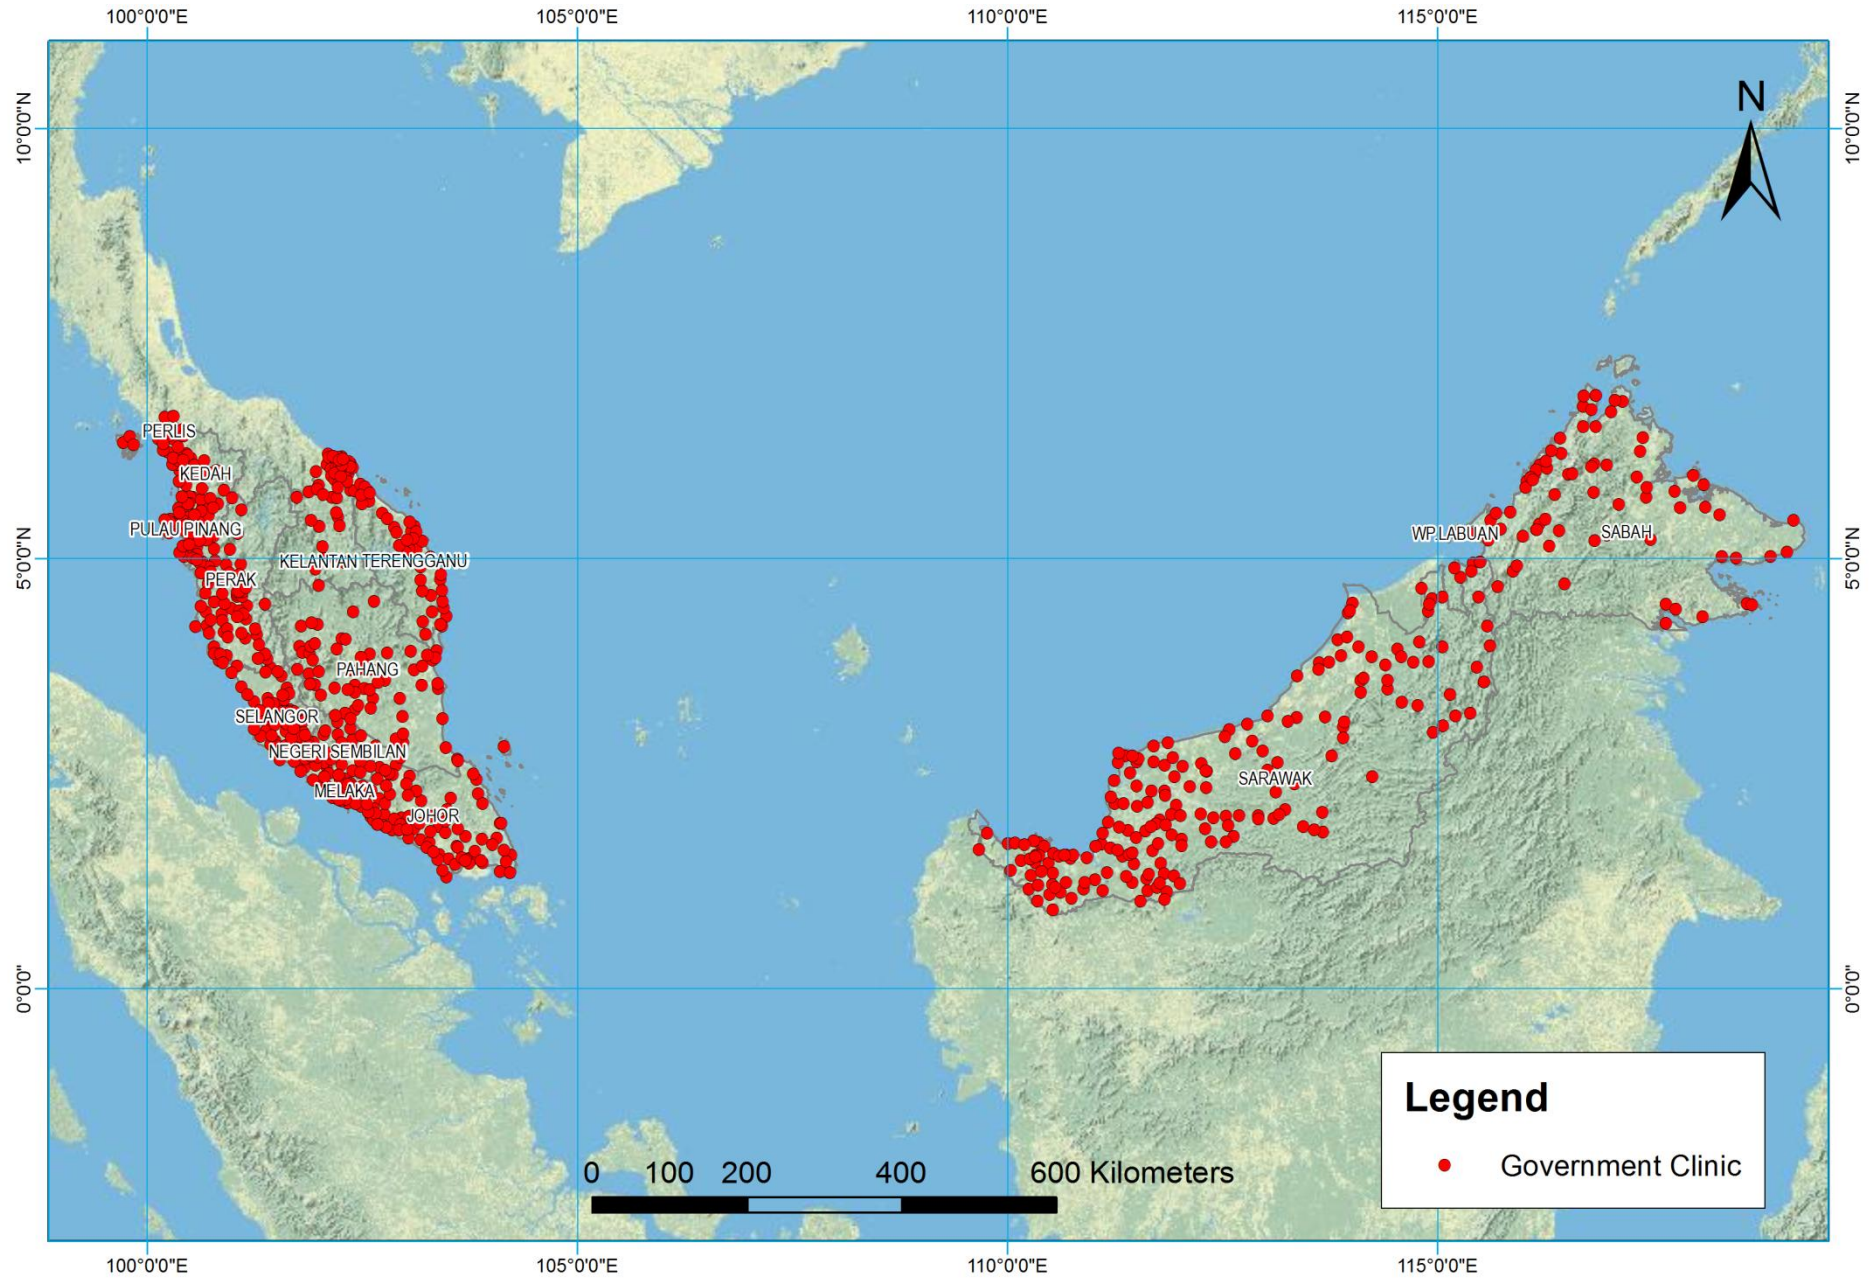 100°0'0"E
105°0'0"E
110°0'0"E
115°0'0"E
N
10°0'0"N
10°0'0"N
PERLIS
KEDAH
PULAU PINANG
WP.LABUAN
SABAH
5°0'0"N
5°0'0"N
KELANTAN
TERENGGANU
PERAK
PAHANG
SELANGOR
NEGERI SEMBILAN
MELAKA
SARAWAK
JOHOR
0°0'0"
0°0'0"
Legend
Government Clinic
0 100 200 400 600 Kilometers
100°0'0"E
105°0'0"E
110°0'0"E
115°0'0"E